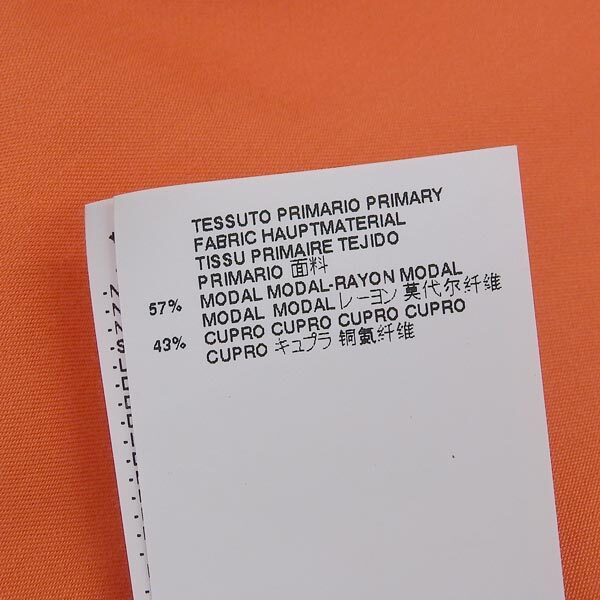 TESSUTO PRIMARIO PRIMARY
FABRIC HAUPTMATERIAL
TISSU PRIMAIRE TEJIDO
PRIMARIO 面料
57% MODAL MODAL-RAYON MODAL
MODAL MODAL レーヨン 莫代尔纤维
43% CUPRO CUPRO CUPRO CUPRO
CUPRO キュプラ 铜氨纤维